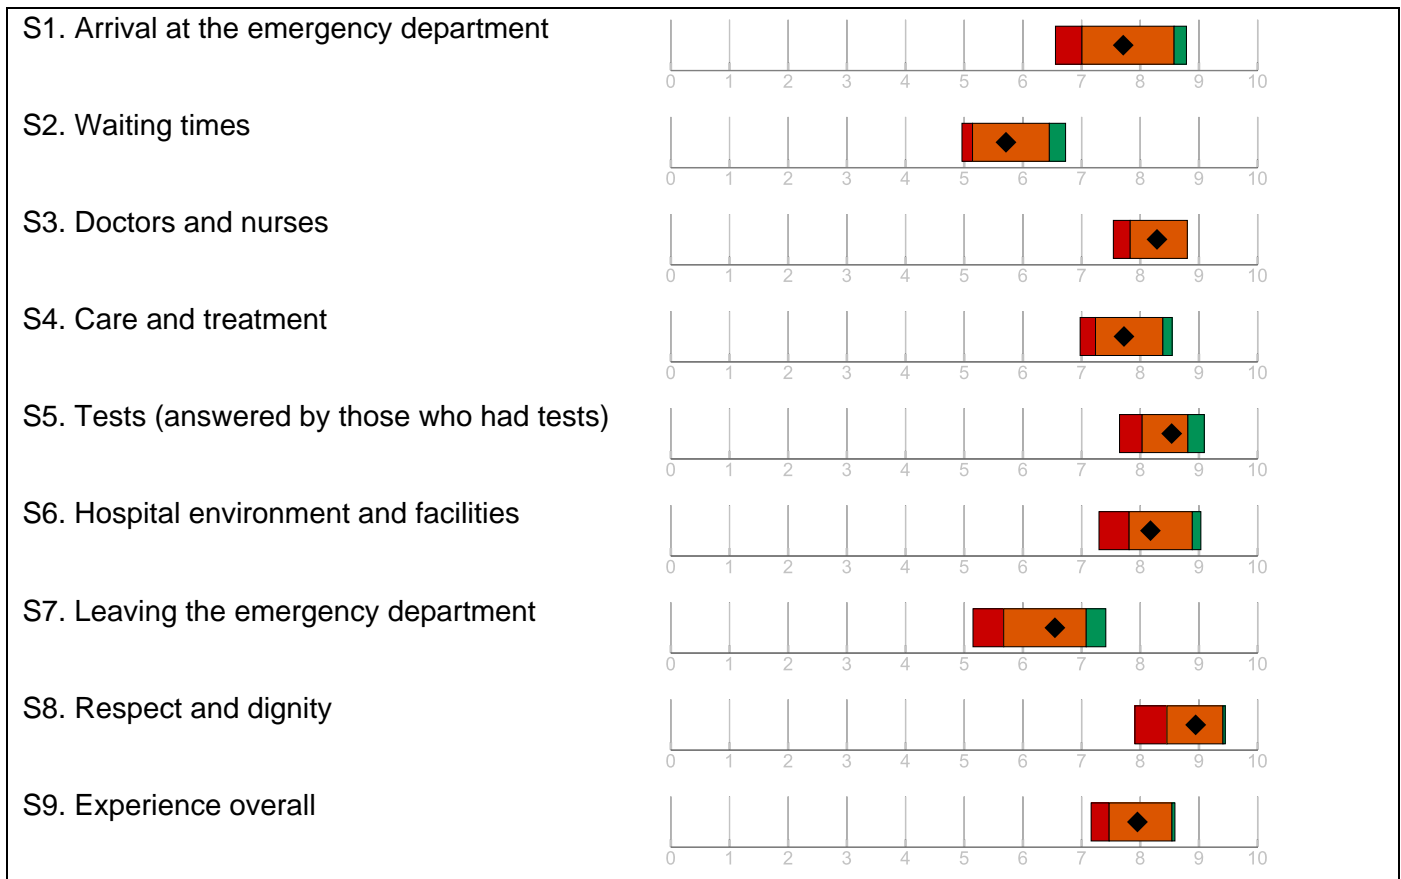 S1. Arrival at the emergency department
0 1 2 3 4 5 6 7 8 9 10
S2. Waiting times
0 1 2 3 4 5 6 7 8 9 10
S3. Doctors and nurses
0 1 2 3 4 5 6 7 8 9 10
S4. Care and treatment
0 1 2 3 4 5 6 7 8 9 10
S5. Tests (answered by those who had tests)
0 1 2 3 4 5 6 7 8 9 10
S6. Hospital environment and facilities
0 1 2 3 4 5 6 7 8 9 10
S7. Leaving the emergency department
0 1 2 3 4 5 6 7 8 9 10
S8. Respect and dignity
0 1 2 3 4 5 6 7 8 9 10
S9. Experience overall
0 1 2 3 4 5 6 7 8 9 10